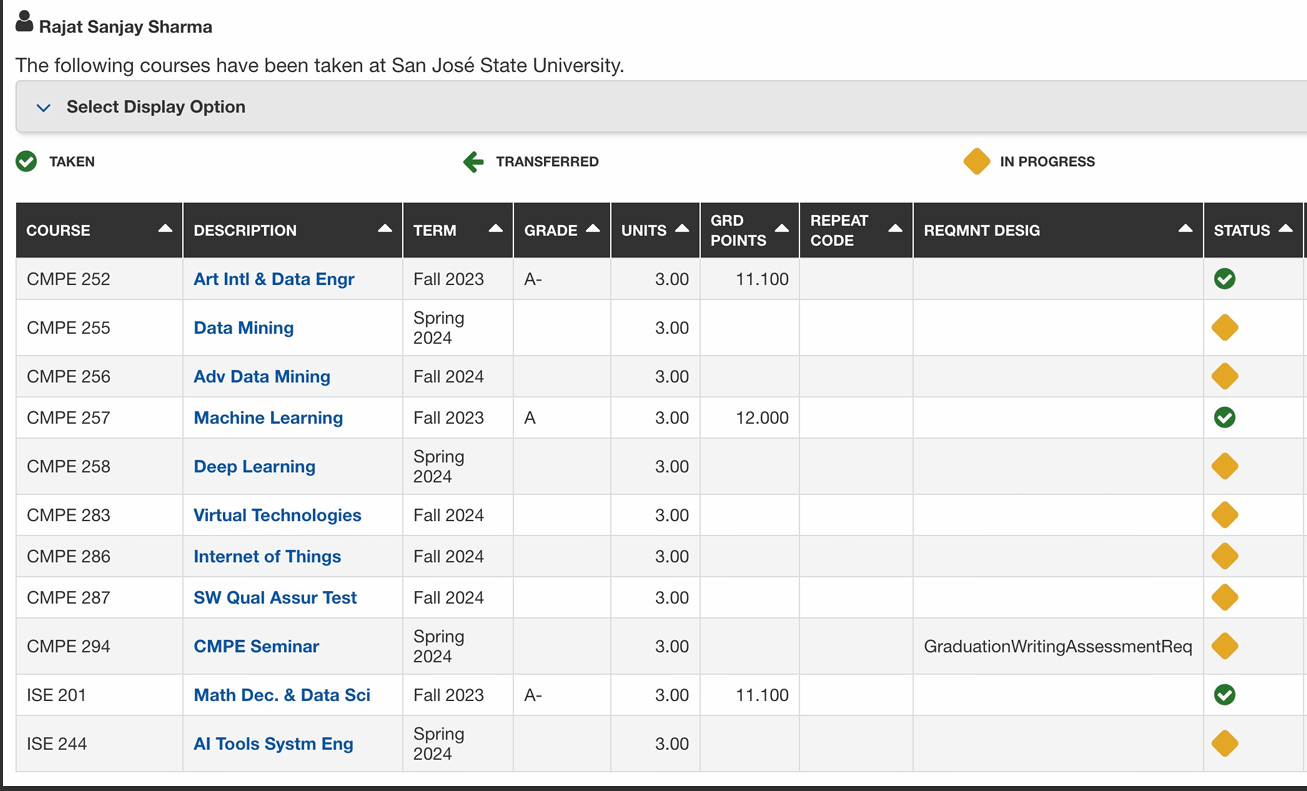 Rajat Sanjay Sharma
The following courses have been taken at San José State University.
Select Display Option
TAKEN TRANSFERRED IN PROGRESS
COURSE DESCRIPTION TERM GRADE UNITS GRD POINTS REPEAT CODE REQMNT DESIG STATUS
CMPE 252 Art Intl & Data Engr Fall 2023 A- 3.00 11.100
CMPE 255 Data Mining Spring 2024 3.00
CMPE 256 Adv Data Mining Fall 2024 3.00
CMPE 257 Machine Learning Fall 2023 A 3.00 12.000
CMPE 258 Deep Learning Spring 2024 3.00
CMPE 283 Virtual Technologies Fall 2024 3.00
CMPE 286 Internet of Things Fall 2024 3.00
CMPE 287 SW Qual Assur Test Fall 2024 3.00
CMPE 294 CMPE Seminar Spring 2024 3.00 GraduationWritingAssessmentReq
ISE 201 Math Dec. & Data Sci Fall 2023 A- 3.00 11.100
ISE 244 AI Tools Systm Eng Spring 2024 3.00